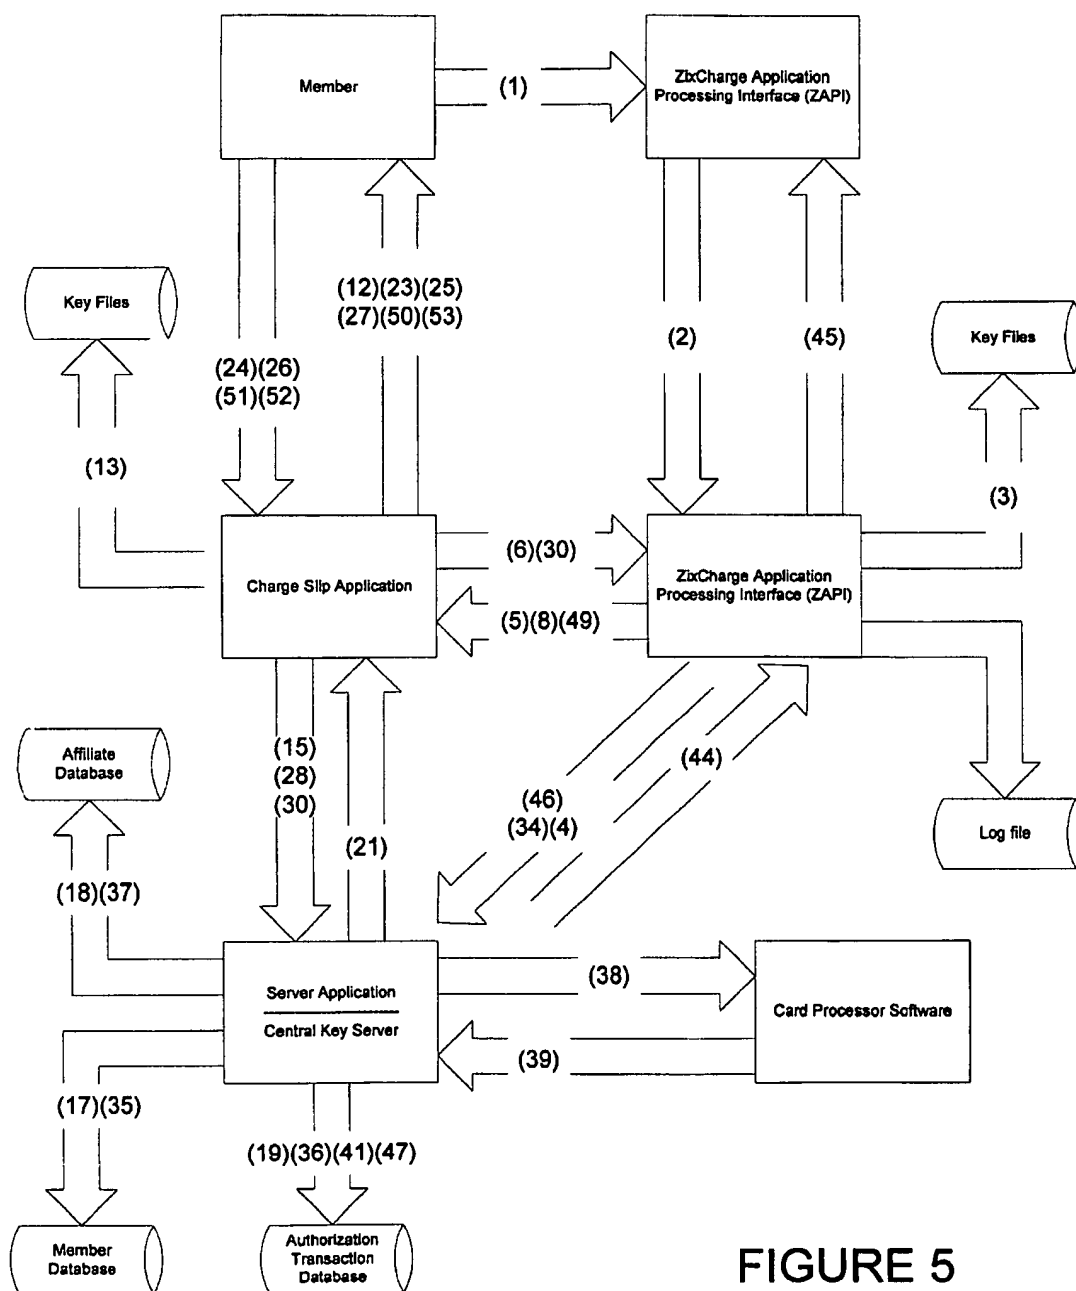 Member
(1)
ZixCharge Application
Processing Interface (ZAPI)
Key Files
(12)(23)(25)
(27)(50)(53)
(2)
(45)
Key Files
(24)(26)
(51)(52)
(13)
(3)
Charge Slip Application
(6)(30)
(5)(8)(49)
ZixCharge Application
Processing Interface (ZAPI)
Affiliate
Database
(15)
(28)
(30)
(21)
(46)
(34)(4)
(44)
Log file
(18)(37)
Server Application
Central Key Server
(38)
(39)
Card Processor Software
(17)(35)
(19)(36)(41)(47)
Member
Database
Authorization
Transaction
Database
FIGURE 5